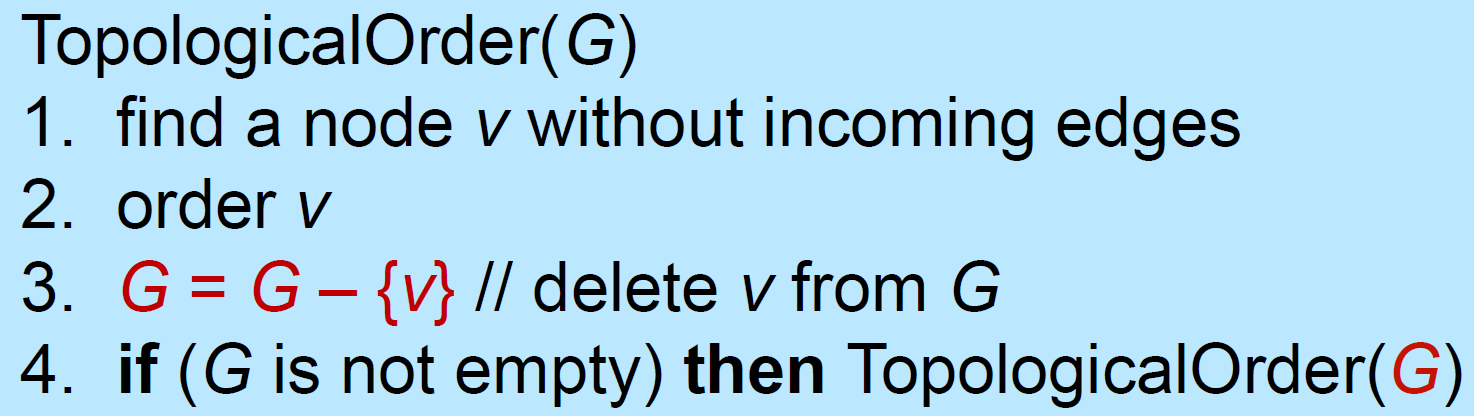 TopologicalOrder(G)
1. find a node v without incoming edges
2. order v
3. G = G – {v} // delete v from G
4. if (G is not empty) then TopologicalOrder(G)